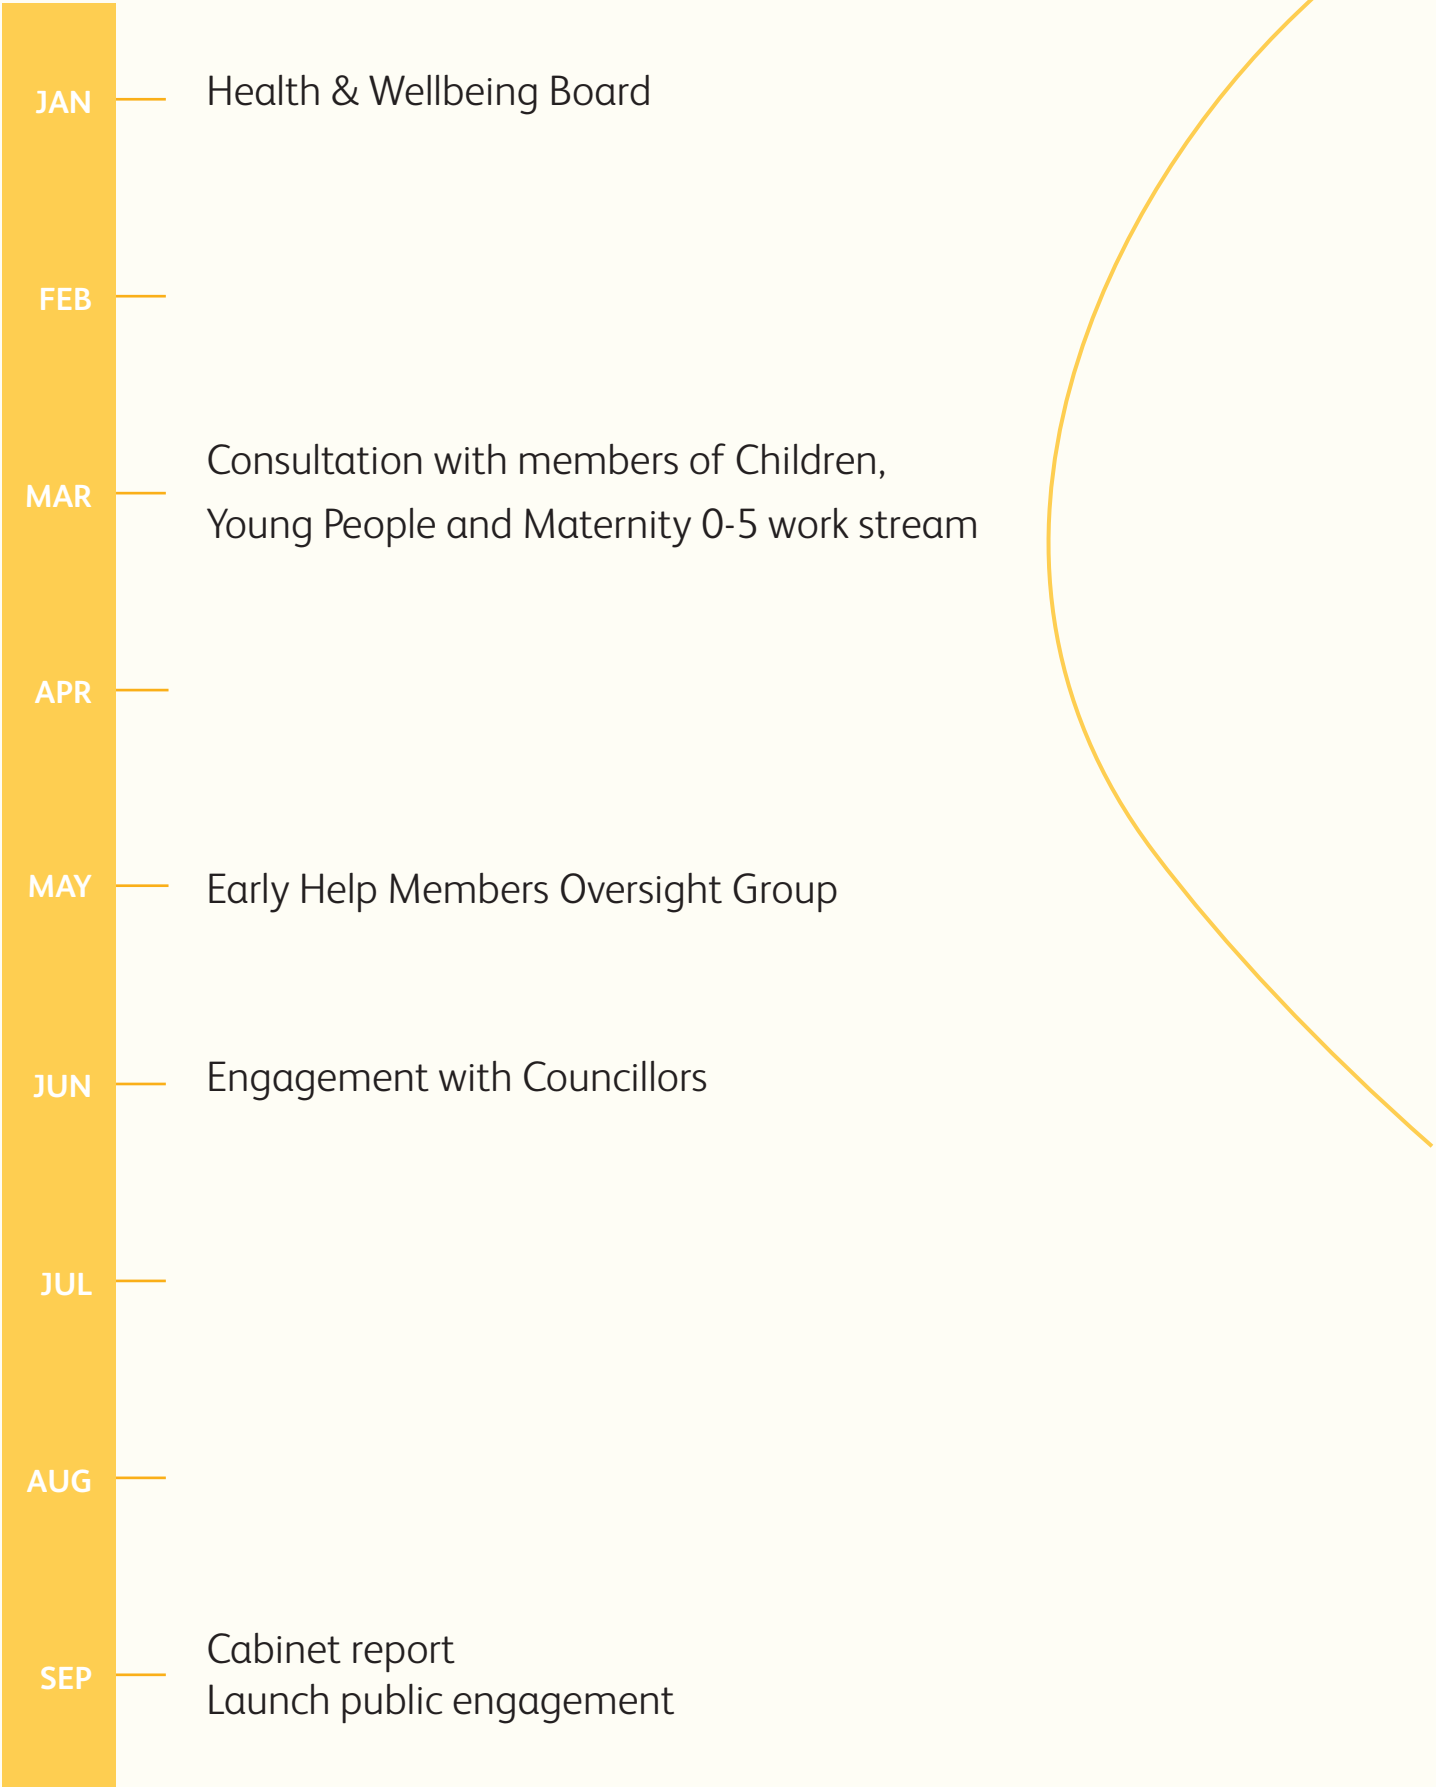 JAN
Health & Wellbeing Board
FEB
MAR
Consultation with members of Children,
Young People and Maternity 0-5 work stream
APR
MAY
Early Help Members Oversight Group
JUN
Engagement with Councillors
JUL
AUG
SEP
Cabinet report
Launch public engagement